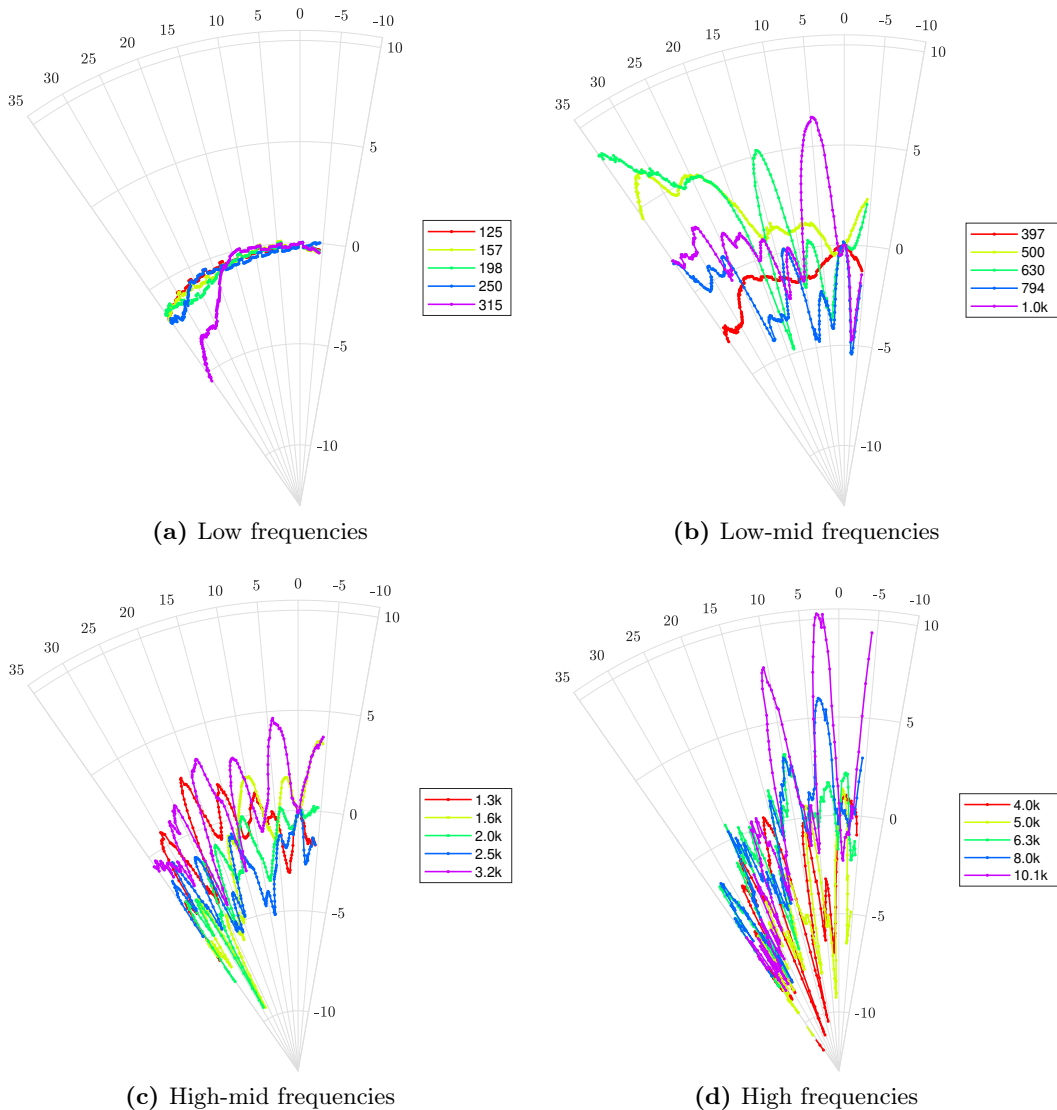 35 30 25 20 15 10 5 0 -5 -10
10
5
0
-5
-10
125
157
198
250
315
(a) Low frequencies
35 30 25 20 15 10 5 0 -5 -10
10
5
0
-5
-10
397
500
630
794
1.0k
(b) Low-mid frequencies
35 30 25 20 15 10 5 0 -5 -10
10
5
0
-5
-10
1.3k
1.6k
2.0k
2.5k
3.2k
(c) High-mid frequencies
35 30 25 20 15 10 5 0 -5 -10
10
5
0
-5
-10
4.0k
5.0k
6.3k
8.0k
10.1k
(d) High frequencies